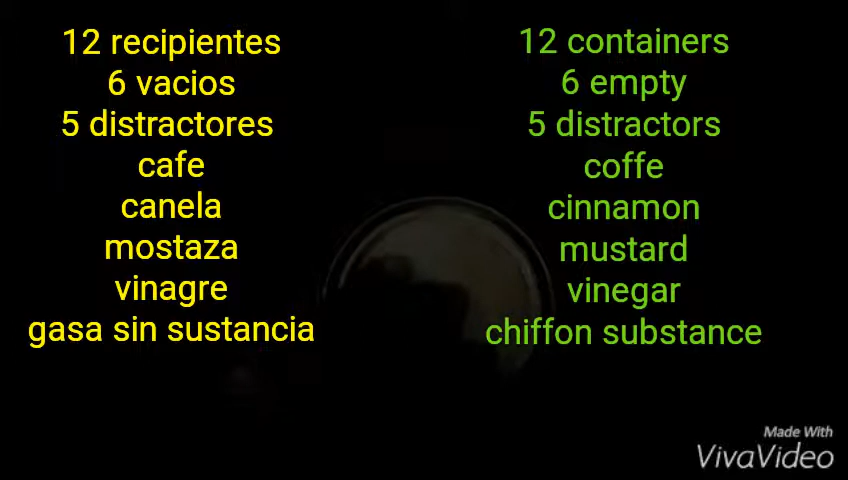 12 recipientes
6 vacios
5 distractores
cafe
canela
mostaza
vinagre
gasa sin sustancia
12 containers
6 empty
5 distractors
coffe
cinnamon
mustard
vinegar
chiffon substance
Made With
VivaVideo